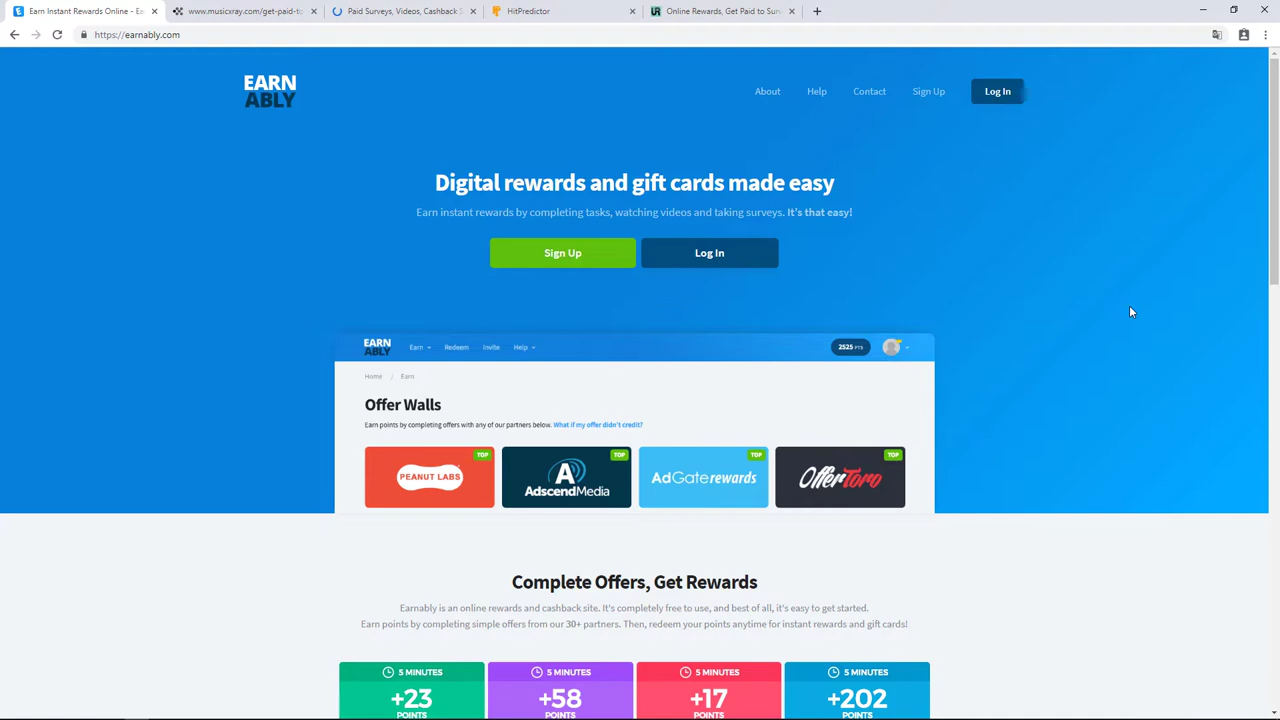 Earn Instant Rewards Online - Ea
www.musicxray.com/get-paid-to
Paid Surveys, Videos, Cashback S
HitPredictor
Online Rewards, Get Paid to Sur
https://earnably.com
EARN
ABLY
About
Help
Contact
Sign Up
Log In
Digital rewards and gift cards made easy
Earn instant rewards by completing tasks, watching videos and taking surveys. It's that easy!
Sign Up
Log In
EARN
ABLY
Earn
Redeem
Invite
Help
2525 PTS
Home / Earn
Offer Walls
Earn points by completing offers with any of our partners below. What if my offer didn't credit?
PEANUT LABS
TOP
AdscendMedia
TOP
AdGate rewards
TOP
OfferToro
TOP
Complete Offers, Get Rewards
Earnably is an online rewards and cashback site. It's completely free to use, and best of all, it's easy to get started.
Earn points by completing simple offers from our 30+ partners. Then, redeem your points anytime for instant rewards and gift cards!
5 MINUTES
+23
POINTS
5 MINUTES
+58
POINTS
5 MINUTES
+17
POINTS
5 MINUTES
+202
POINTS